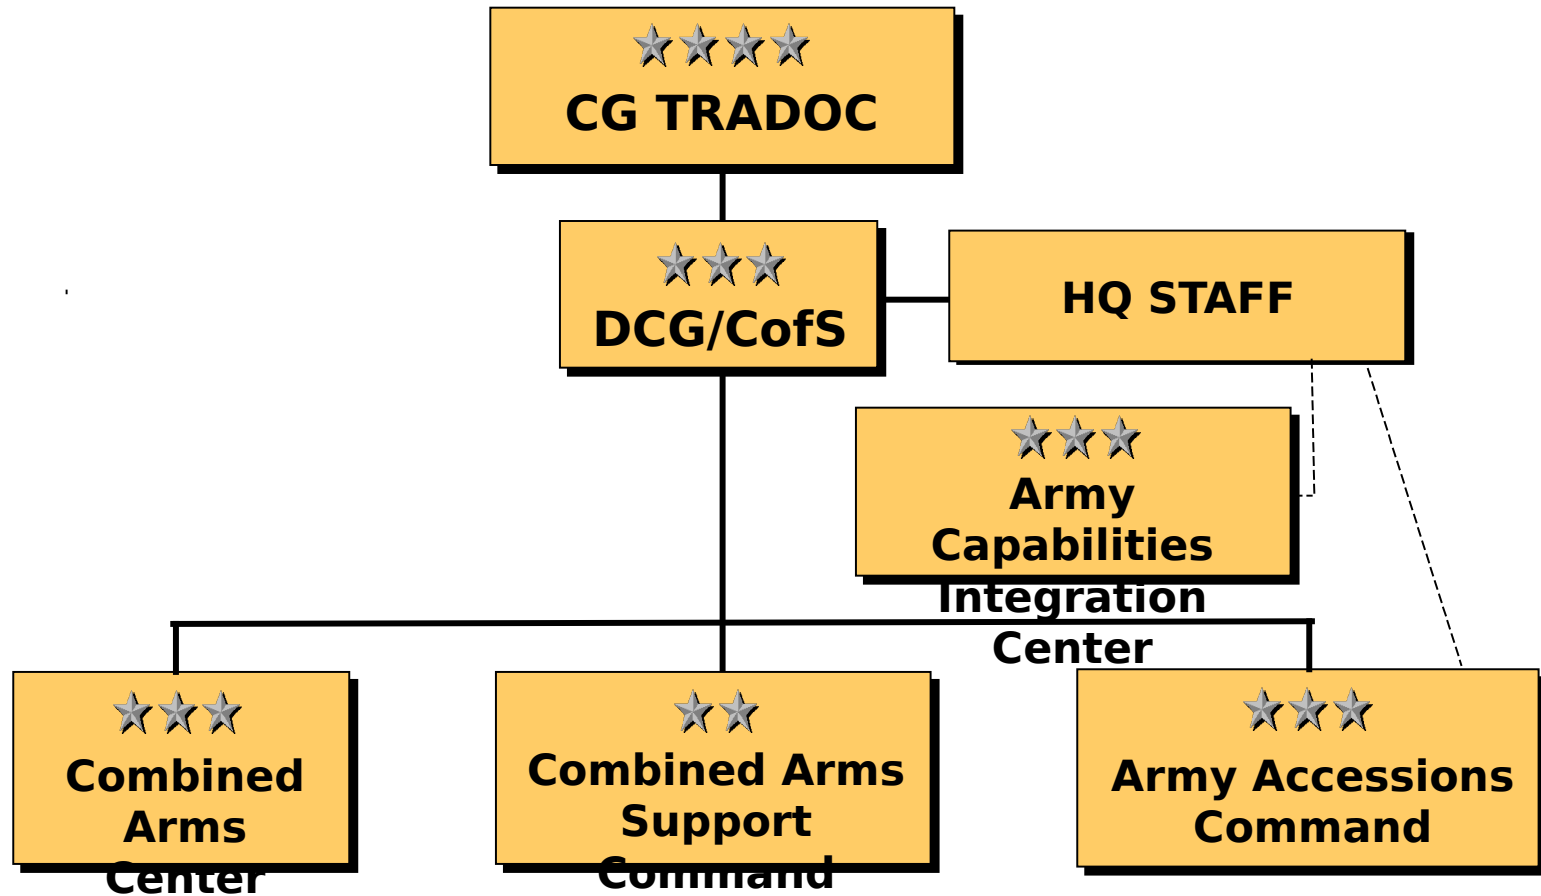 CG TRADOC
DCG/CofS
HQ STAFF
Army
Capabilities
Integration
Center
Combined
Arms
Center
Combined Arms
Support
Command
Army Accessions
Command